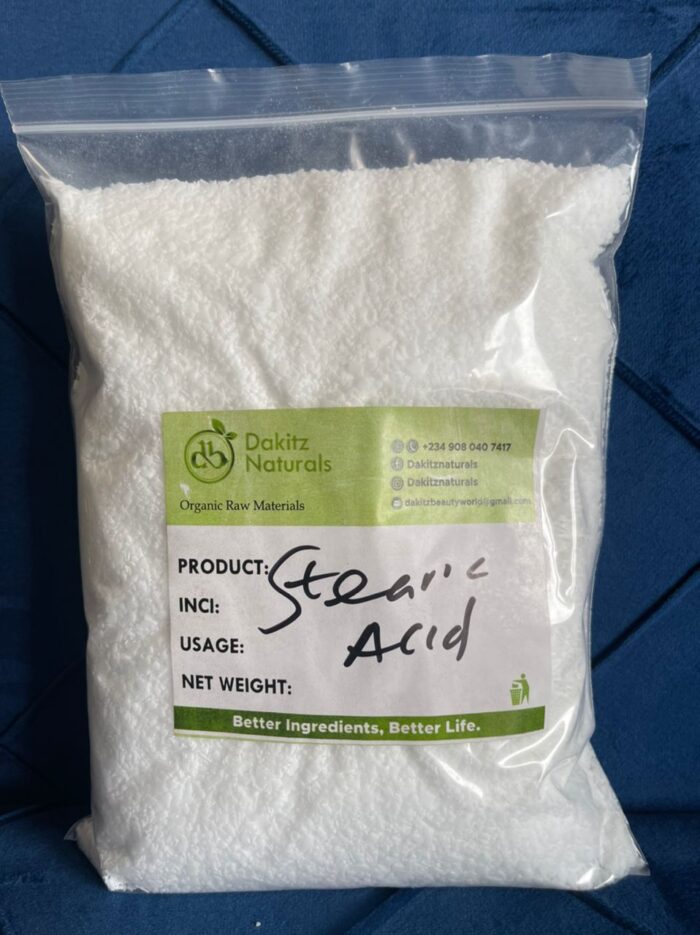 Dakitz
Naturals
Organic Raw Materials
+234 908 040 7417
Dakitznaturals
Dakitznaturals
dakitzbeautyworld@gmail.com
PRODUCT: Stearic
Acid
INCI:
USAGE:
NET WEIGHT:
Better Ingredients, Better Life.